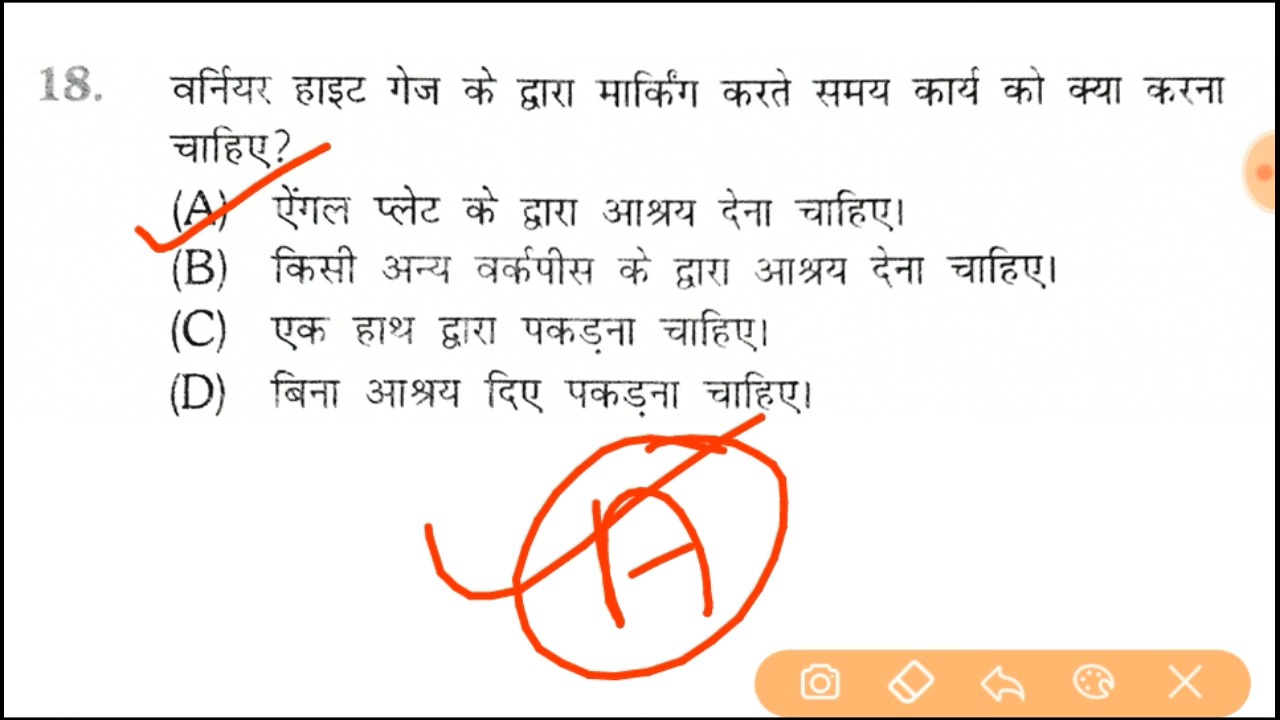 18. वर्नियर हाइट गेज के द्वारा मार्किंग करते समय कार्य को क्या करना
चाहिए?
(A) ऐंगल प्लेट के द्वारा आश्रय देना चाहिए।
(B) किसी अन्य वर्कपीस के द्वारा आश्रय देना चाहिए।
(C) एक हाथ द्वारा पकड़ना चाहिए।
(D) बिना आश्रय दिए पकड़ना चाहिए।
A